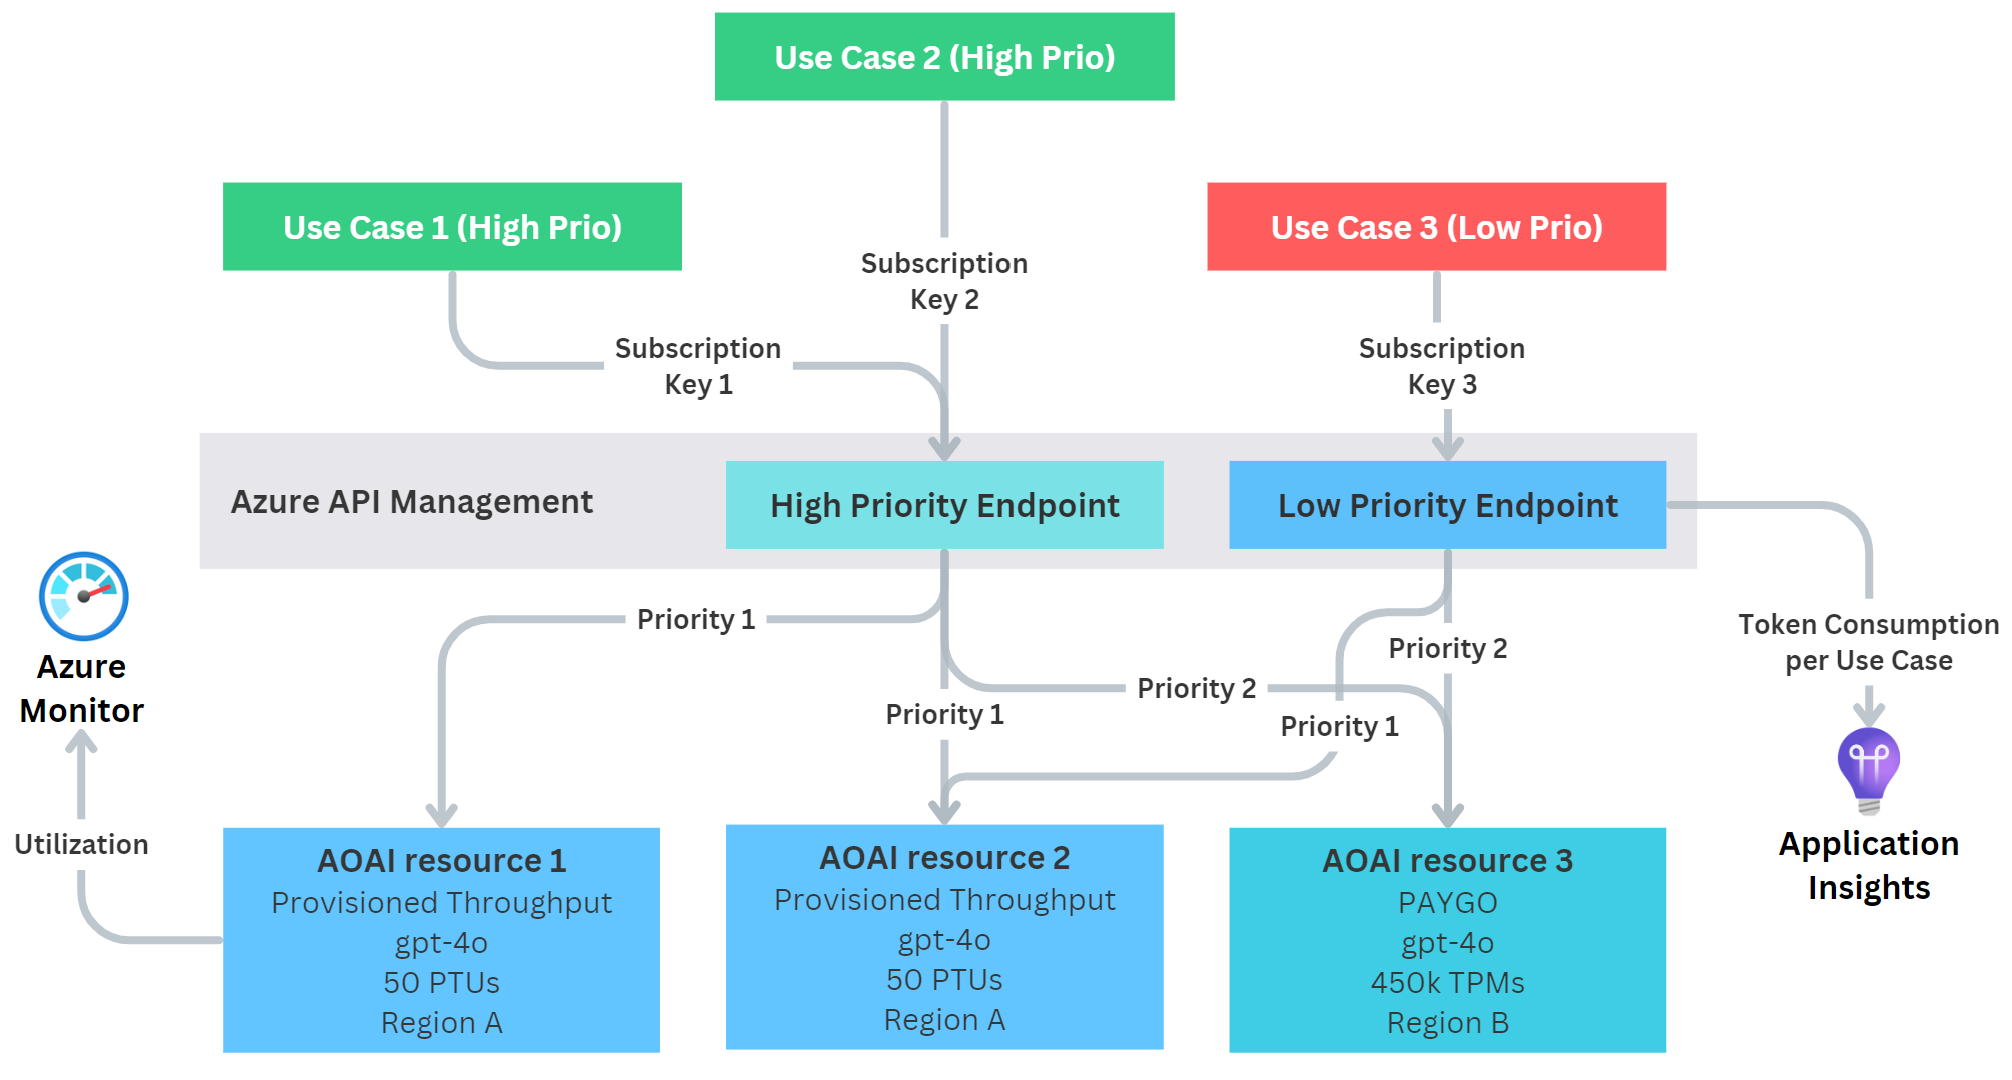 Use Case 2 (High Prio)
Use Case 1 (High Prio)
Use Case 3 (Low Prio)
Subscription
Key 2
Subscription
Key 1
Subscription
Key 3
Azure API Management
High Priority Endpoint
Low Priority Endpoint
Priority 1
Priority 2
Priority 2
Priority 1
Priority 1
Token Consumption
per Use Case
Azure
Monitor
Utilization
Application
Insights
AOAI resource 1
Provisioned Throughput
gpt-4o
50 PTUs
Region A
AOAI resource 2
Provisioned Throughput
gpt-4o
50 PTUs
Region A
AOAI resource 3
PAYGO
gpt-4o
450k TPMs
Region B